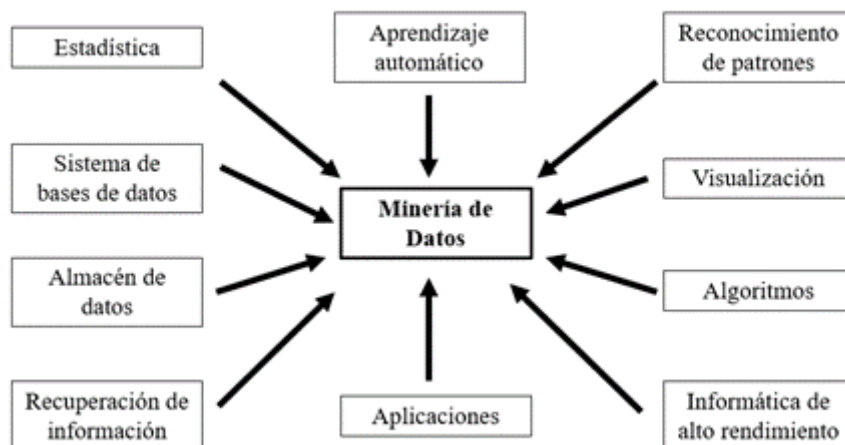 Estadística
Aprendizaje
automático
Reconocimiento
de patrones
Sistema de
bases de datos
Minería de
Datos
Visualización
Almacén de
datos
Algoritmos
Recuperación de
información
Aplicaciones
Informática de
alto rendimiento